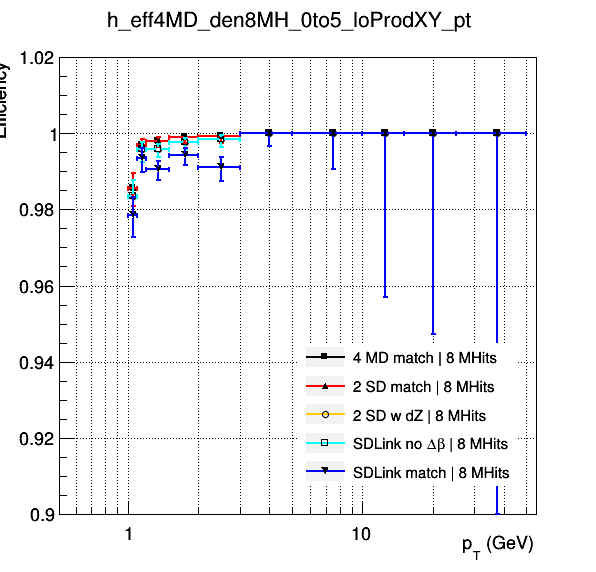 h_eff4MD_den8MH_0to5_loProdXY_pt
Efficiency
1.02
1
0.98
0.96
0.94
0.92
0.9
4 MD match | 8 MHits
2 SD match | 8 MHits
2 SD w dZ | 8 MHits
SDLink no Δβ | 8 MHits
SDLink match | 8 MHits
1
10
p_T (GeV)